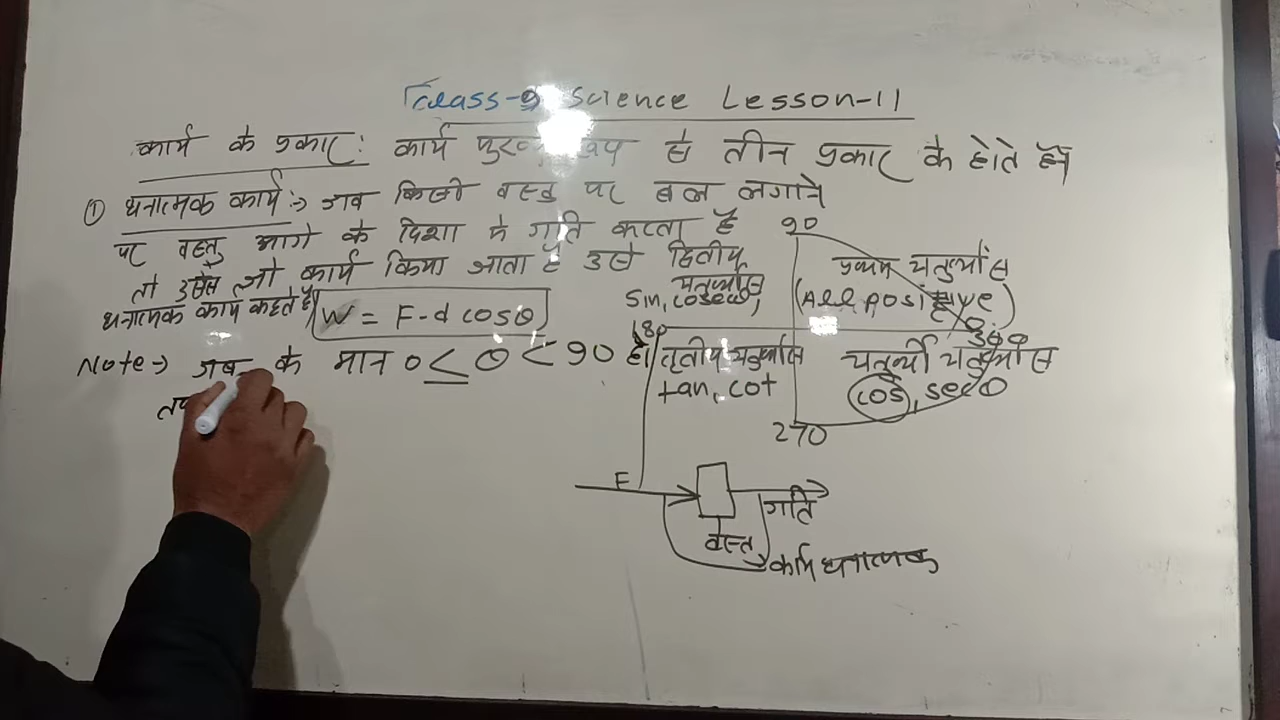 Class-9 Science Lesson-11
कार्य के प्रकार: कार्य से तीन प्रकार के होते हैं
① धनात्मक कार्य:→ जब किसी वस्तु पर बल लगाने
पर वस्तु आगे के दिशा मे गति करता है
तो उसमे जो कार्य किया जाता है उसे
धनात्मक कार्य कहते हैं
W = F-d cosθ
Note→ जब के मान 0 ≤ θ < 90 हो
90
द्वितीय
चतुर्थांस
Sin, cosec
प्रथम चतुर्थांस
(All Positive)
180
360
तृतीय चतुर्थांस
tan, cot
चतुर्थी चतुर्थांस
cos, sec θ
270
F
गति
वस्तु
कार्य धनात्मक